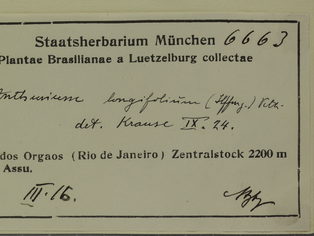 Staatsherbarium München 6663
Plantae Brasilianae a Luetzelburg collectae
longifolium (Hffmg.)
det. Krause IX. 24.
dos Orgaos (Rio de Janeiro) Zentralstock 2200 m
Assu.
III. 16.